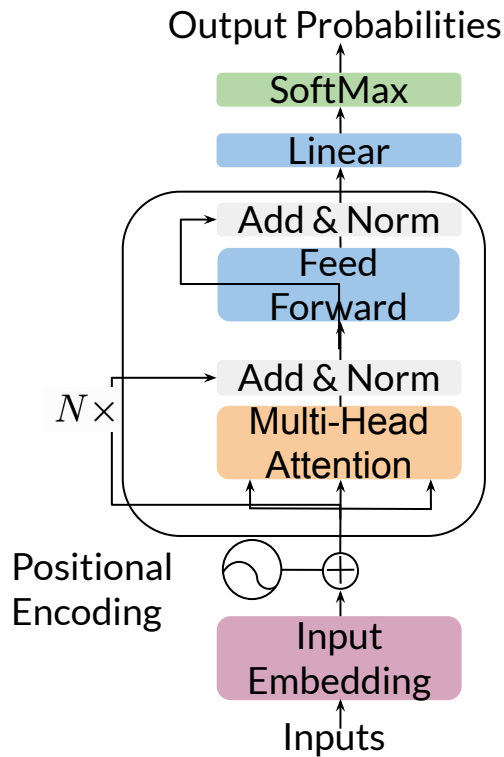 Output Probabilities
SoftMax
Linear
Add & Norm
Feed
Forward
Add & Norm
N×
Multi-Head
Attention
Positional
Encoding
Input
Embedding
Inputs